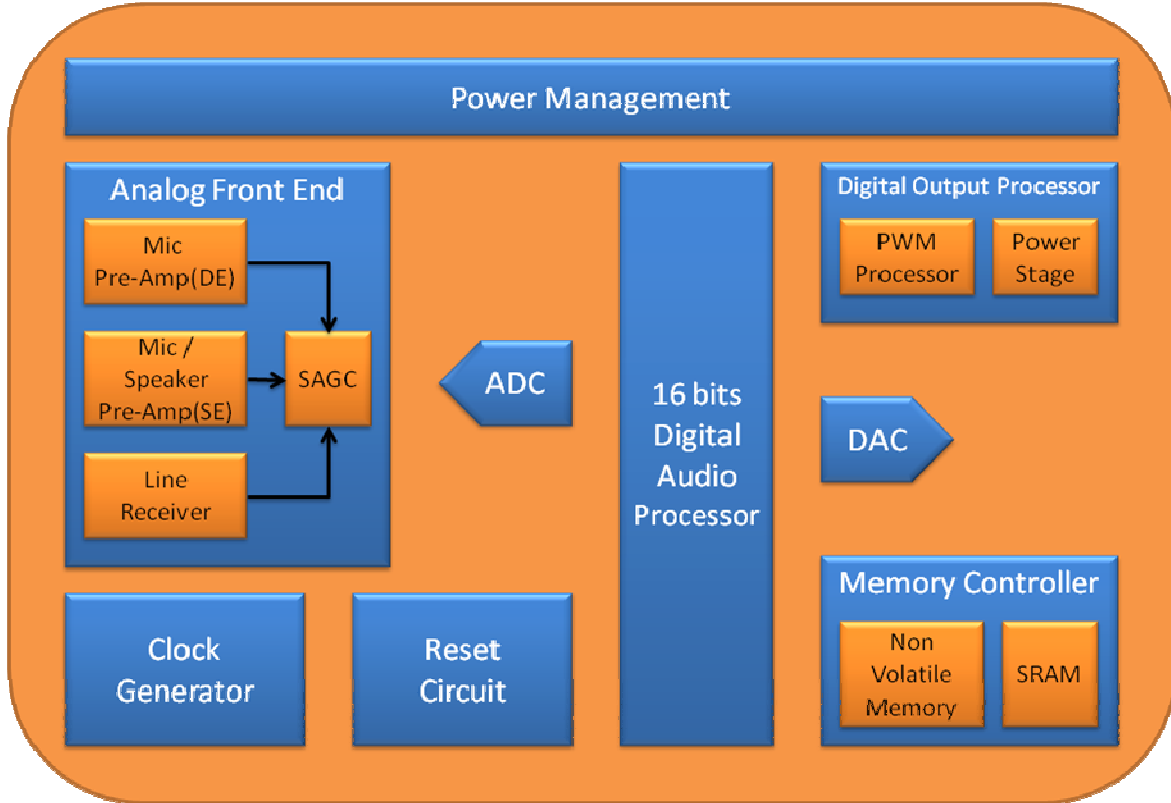 Power Management
Analog Front End
Mic
Pre-Amp(DE)
Mic /
Speaker
Pre-Amp(SE)
SAGC
Line
Receiver
ADC
16 bits
Digital
Audio
Processor
Digital Output Processor
PWM
Processor
Power
Stage
DAC
Clock
Generator
Reset
Circuit
Memory Controller
Non
Volatile
Memory
SRAM